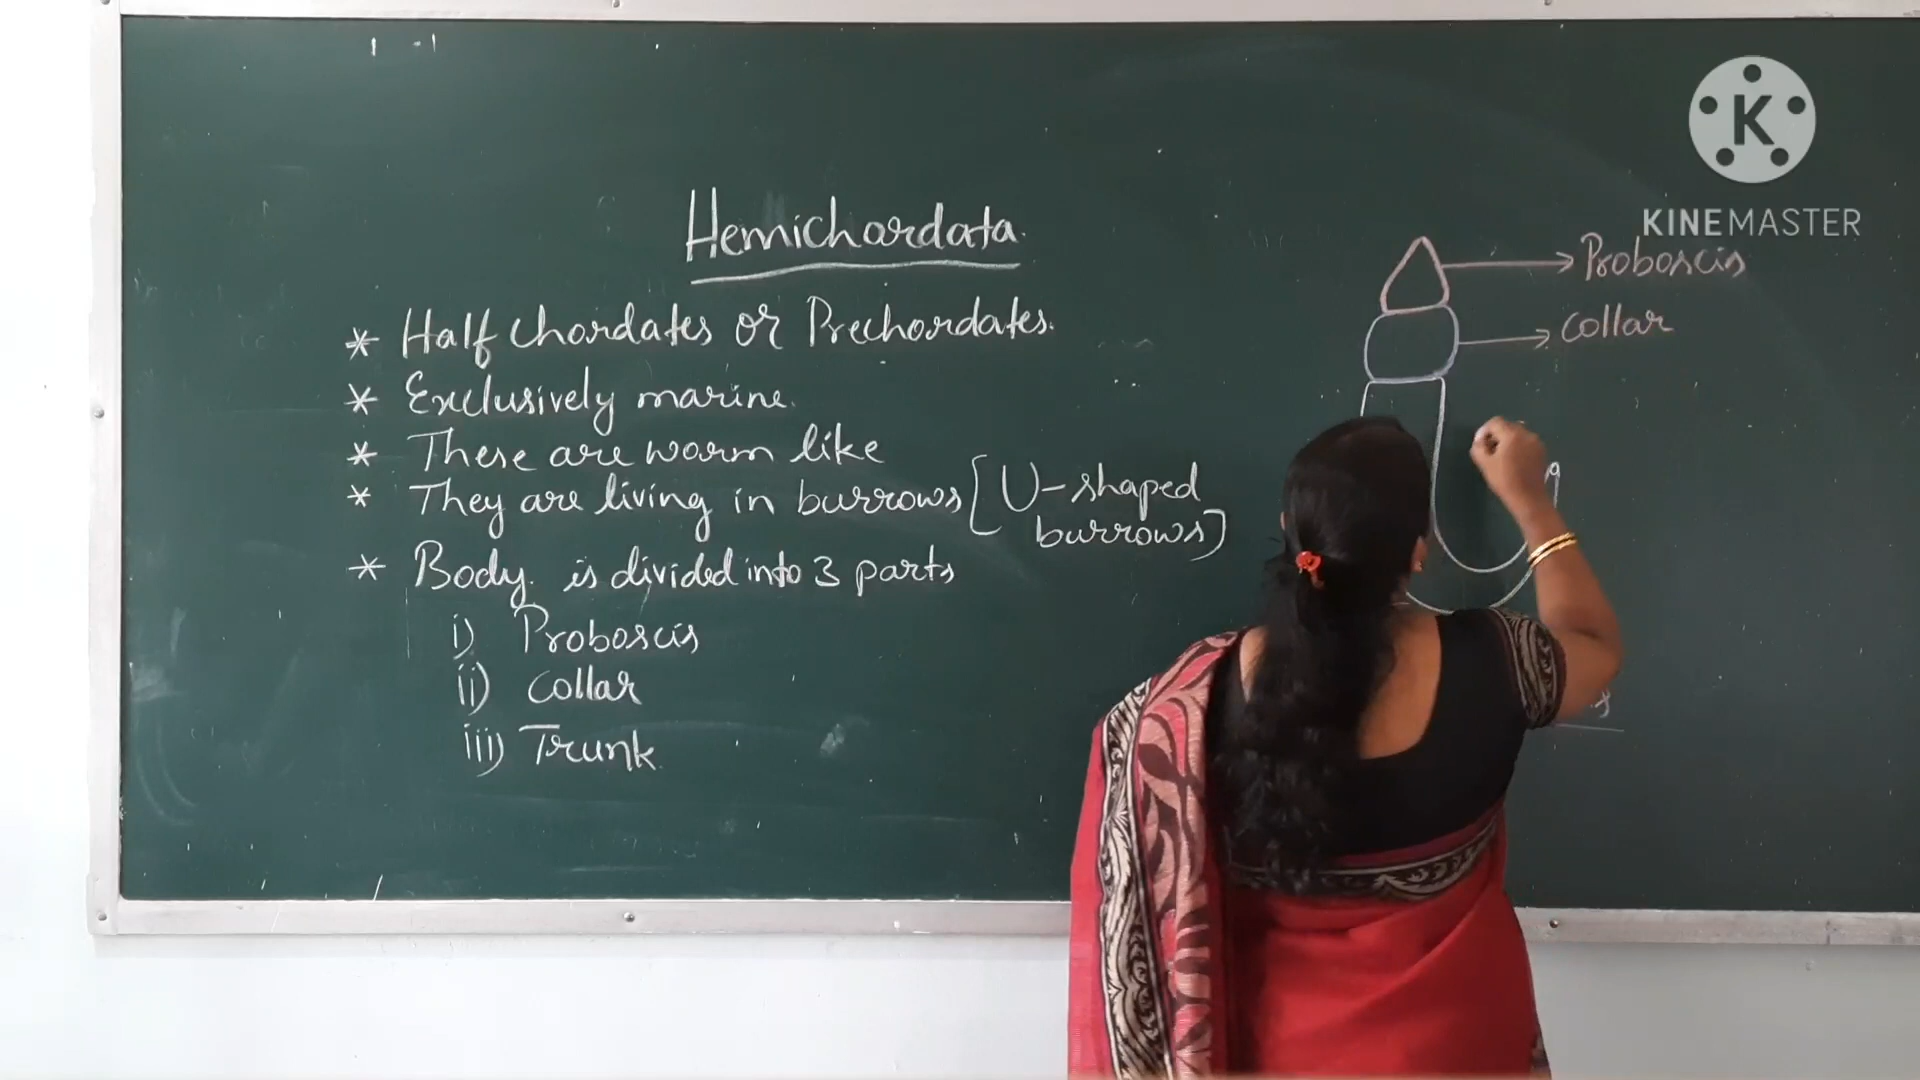 Hemichordata.
* Half chordates or Prechordates.
* Exclusively marine.
* These are worm like
* They are living in burrows [U-shaped
burrows]
* Body is divided into 3 parts
i) Proboscis
ii) Collar
iii) Trunk.
K
KINEMASTER
Proboscis
Collar